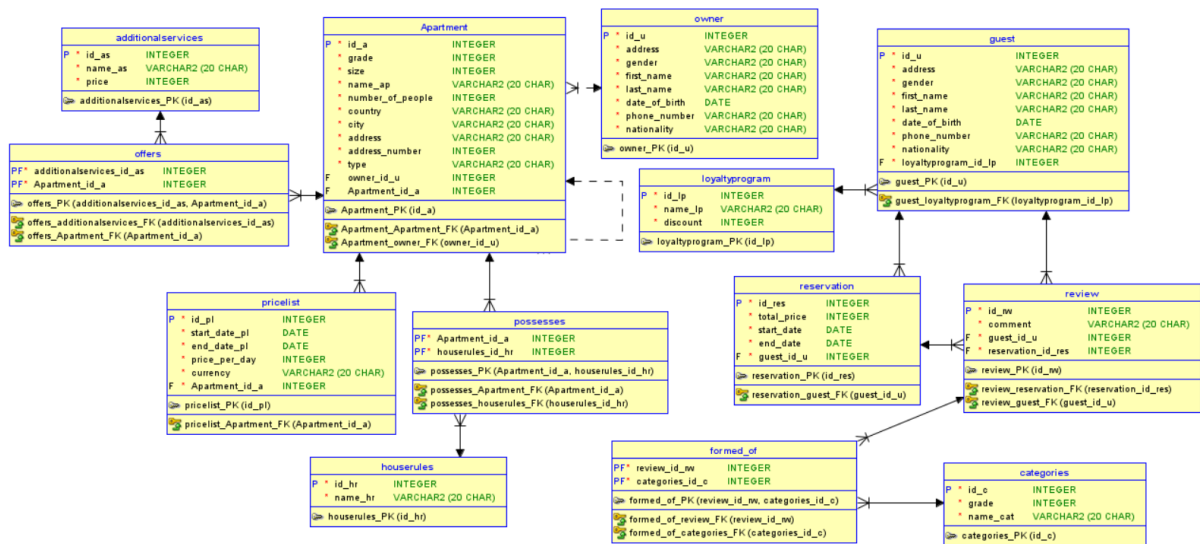 additionalservices
P * id_as INTEGER
* name_as VARCHAR2 (20 CHAR)
* price INTEGER
additionalservices_PK (id_as)
offers
PF* additionalservices_id_as INTEGER
PF* Apartment_id_a INTEGER
offers_PK (additionalservices_id_as, Apartment_id_a)
offers_additionalservices_FK (additionalservices_id_as)
offers_Apartment_FK (Apartment_id_a)
Apartment
P * id_a INTEGER
* grade INTEGER
* size INTEGER
* name_ap VARCHAR2 (20 CHAR)
* number_of_people INTEGER
* country VARCHAR2 (20 CHAR)
* city VARCHAR2 (20 CHAR)
* address VARCHAR2 (20 CHAR)
* address_number INTEGER
* type VARCHAR2 (20 CHAR)
F owner_id_u INTEGER
F Apartment_id_a INTEGER
Apartment_PK (id_a)
Apartment_Apartment_FK (Apartment_id_a)
Apartment_owner_FK (owner_id_u)
owner
P * id_u INTEGER
* address VARCHAR2 (20 CHAR)
* gender VARCHAR2 (20 CHAR)
* first_name VARCHAR2 (20 CHAR)
* last_name VARCHAR2 (20 CHAR)
* date_of_birth DATE
* phone_number VARCHAR2 (20 CHAR)
* nationality VARCHAR2 (20 CHAR)
owner_PK (id_u)
guest
P * id_u INTEGER
* address VARCHAR2 (20 CHAR)
* gender VARCHAR2 (20 CHAR)
* first_name VARCHAR2 (20 CHAR)
* last_name VARCHAR2 (20 CHAR)
* date_of_birth DATE
* phone_number VARCHAR2 (20 CHAR)
* nationality VARCHAR2 (20 CHAR)
F * loyaltyprogram_id_lp INTEGER
guest_PK (id_u)
guest_loyaltyprogram_FK (loyaltyprogram_id_lp)
loyaltyprogram
P * id_lp INTEGER
* name_lp VARCHAR2 (20 CHAR)
* discount INTEGER
loyaltyprogram_PK (id_lp)
pricelist
P * id_pl INTEGER
* start_date_pl DATE
* end_date_pl DATE
* price_per_day INTEGER
* currency VARCHAR2 (20 CHAR)
F * Apartment_id_a INTEGER
pricelist_PK (id_pl)
pricelist_Apartment_FK (Apartment_id_a)
possesses
PF* Apartment_id_a INTEGER
PF* houserules_id_hr INTEGER
possesses_PK (Apartment_id_a, houserules_id_hr)
possesses_Apartment_FK (Apartment_id_a)
possesses_houserules_FK (houserules_id_hr)
reservation
P * id_res INTEGER
* total_price INTEGER
* start_date DATE
* end_date DATE
F * guest_id_u INTEGER
reservation_PK (id_res)
reservation_guest_FK (guest_id_u)
review
P * id_rw INTEGER
* comment VARCHAR2 (20 CHAR)
F * guest_id_u INTEGER
F * reservation_id_res INTEGER
review_PK (id_rw)
review_reservation_FK (reservation_id_res)
review_guest_FK (guest_id_u)
houserules
P * id_hr INTEGER
* name_hr VARCHAR2 (20 CHAR)
houserules_PK (id_hr)
formed_of
PF* review_id_rw INTEGER
PF* categories_id_c INTEGER
formed_of_PK (review_id_rw, categories_id_c)
formed_of_review_FK (review_id_rw)
formed_of_categories_FK (categories_id_c)
categories
P * id_c INTEGER
* grade INTEGER
* name_cat VARCHAR2 (20 CHAR)
categories_PK (id_c)